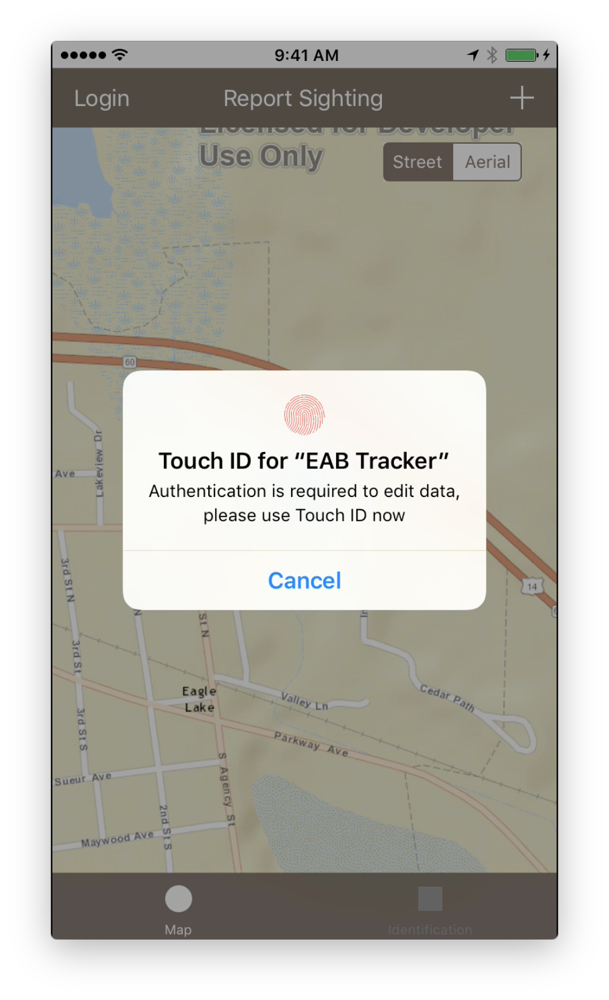 9:41 AM
Login
Report Sighting
Licensed for Developer
Use Only
Street
Aerial
60
Touch ID for “EAB Tracker”
Authentication is required to edit data,
please use Touch ID now
Cancel
Ave
Lakeview Dr
3rd St N
14
N
St N
In
3rd St
Eagle
Lake
Valley Ln
Cedar Path
3rd St S
Parkway Ave
Sueur Ave
S Agency St
2nd St S
Maywood Ave
Map
Identification